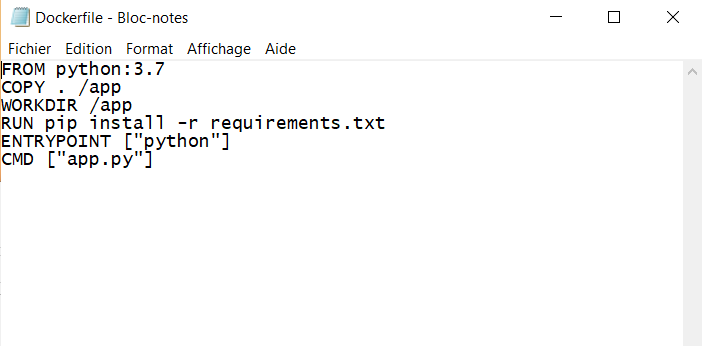 Dockerfile - Bloc-notes
Fichier Edition Format Affichage Aide
FROM python:3.7
COPY . /app
WORKDIR /app
RUN pip install -r requirements.txt
ENTRYPOINT ["python"]
CMD ["app.py"]